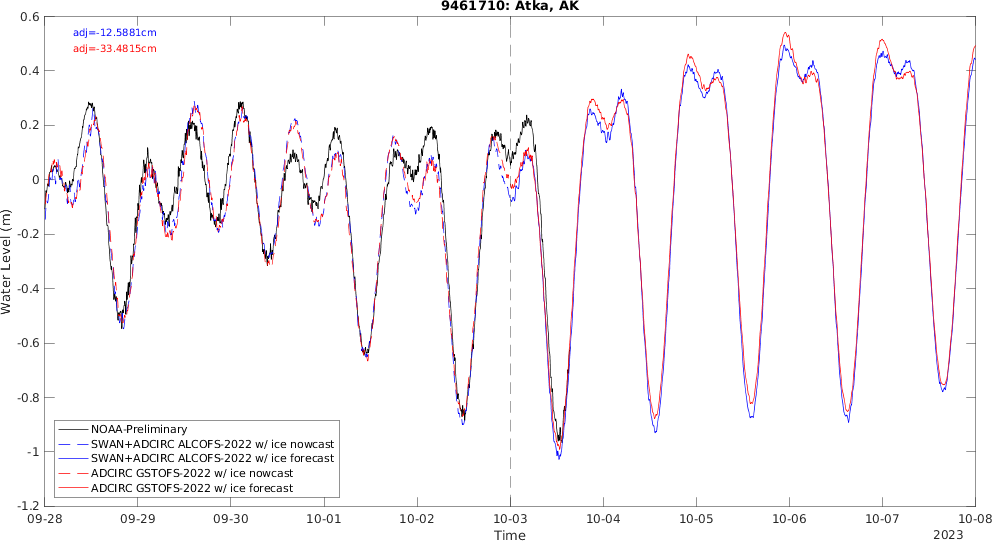 9461710: Atka, AK
adj=-12.5881cm
adj=-33.4815cm
0.6
0.4
0.2
0
-0.2
-0.4
-0.6
-0.8
-1
-1.2
Water Level (m)
NOAA-Preliminary
SWAN+ADCIRC ALCOFS-2022 w/ ice nowcast
SWAN+ADCIRC ALCOFS-2022 w/ ice forecast
ADCIRC GSTOFS-2022 w/ ice nowcast
ADCIRC GSTOFS-2022 w/ ice forecast
09-28 09-29 09-30 10-01 10-02 10-03 10-04 10-05 10-06 10-07 10-08
Time
2023